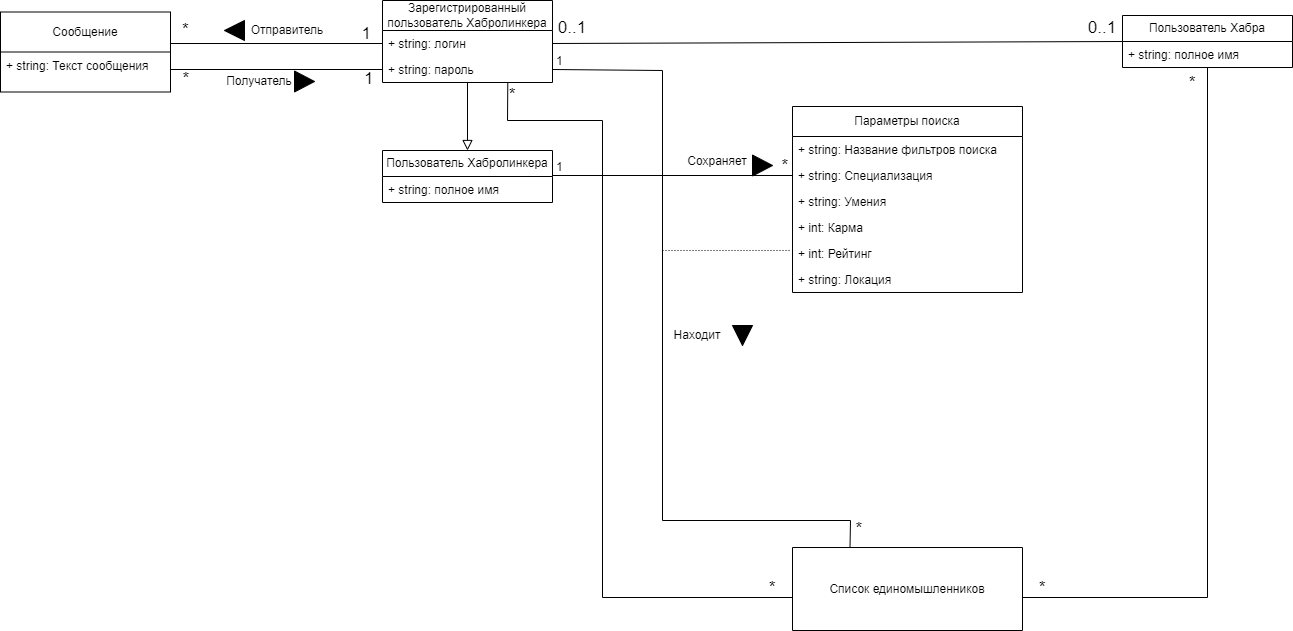 Сообщение
+ string: Текст сообщения
*
Отправитель
1
*
Получатель
1
Зарегистрированный
пользователь Хабролинкера
+ string: логин
+ string: пароль
0..1
0..1
1
*
Пользователь Хабра
+ string: полное имя
*
Пользователь Хабролинкера
+ string: полное имя
1
Сохраняет
*
Параметры поиска
+ string: Название фильтров поиска
+ string: Специализация
+ string: Умения
+ int: Карма
+ int: Рейтинг
+ string: Локация
Находит
*
*
Список единомышленников
*